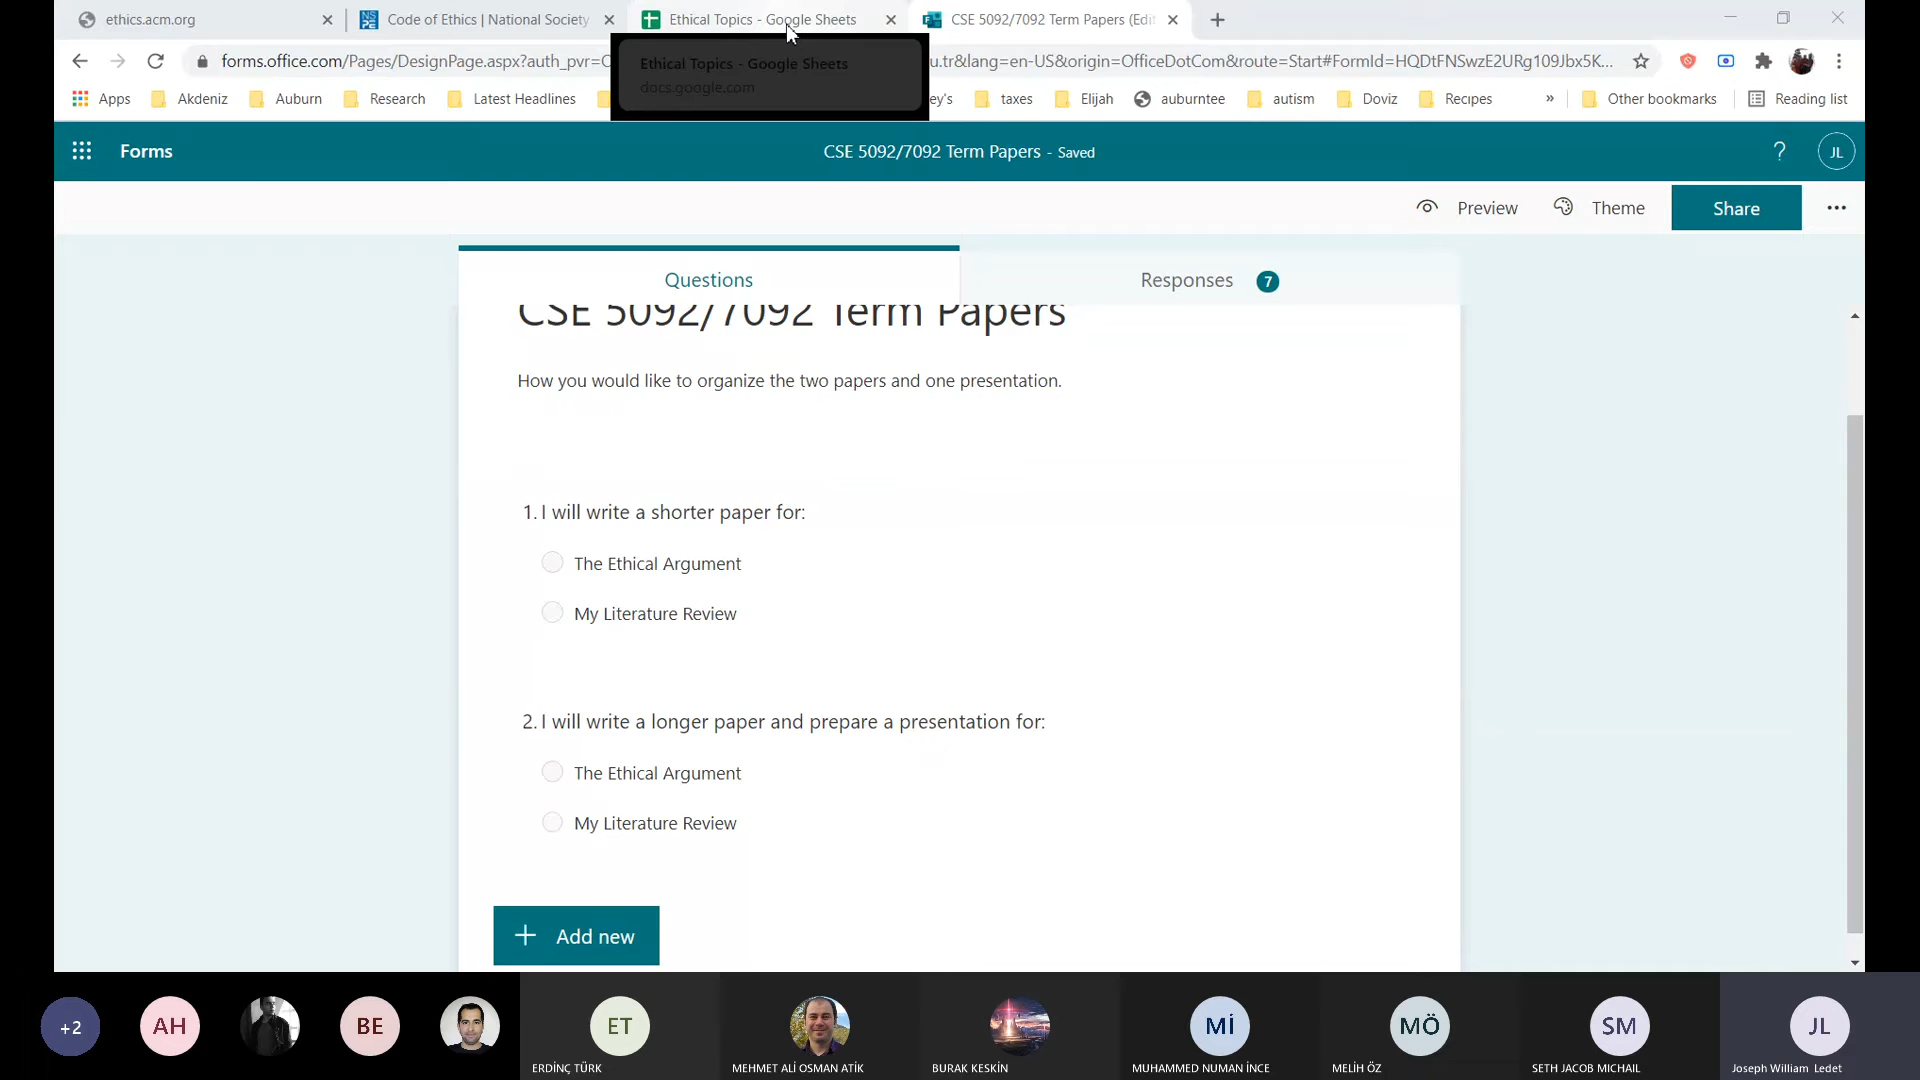 ethics.acm.org
Code of Ethics | National Society
Ethical Topics - Google Sheets
CSE 5092/7092 Term Papers (Edit
forms.office.com/Pages/DesignPage.aspx?auth_pvr=O
u.tr&lang=en-US&origin=OfficeDotCom&route=Start#FormId=HQDtFNSwzE2URg109Jbx5K...
Ethical Topics - Google Sheets
docs.google.com
Apps
Akdeniz
Auburn
Research
Latest Headlines
ey's
taxes
Elijah
auburntee
autism
Doviz
Recipes
»
Other bookmarks
Reading list
Forms
CSE 5092/7092 Term Papers - Saved
?
JL
Preview
Theme
Share
Questions
Responses 7
CSE 5092/7092 Term Papers
How you would like to organize the two papers and one presentation.
1. I will write a shorter paper for:
The Ethical Argument
My Literature Review
2. I will write a longer paper and prepare a presentation for:
The Ethical Argument
My Literature Review
+ Add new
+2
AH
BE
ET
Mİ
MÖ
SM
JL
ERDİNÇ TÜRK
MEHMET ALİ OSMAN ATİK
BURAK KESKİN
MUHAMMED NUMAN İNCE
MELİH ÖZ
SETH JACOB MICHAIL
Joseph William Ledet